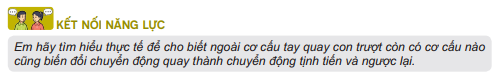 KẾT NỐI NĂNG LỰC
Em hãy tìm hiểu thực tế để cho biết ngoài cơ cấu tay quay con trượt còn có cơ cấu nào
cũng biến đổi chuyển động quay thành chuyển động tịnh tiến và ngược lại.